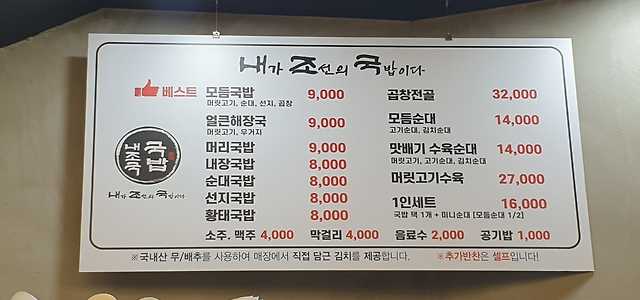 내가 조선의 국밥이다
베스트 모듬국밥 9,000
머릿고기, 순대, 선지, 곱창
얼큰해장국 9,000
머릿고기, 우거지
머리국밥 9,000
내장국밥 8,000
순대국밥 8,000
선지국밥 8,000
황태국밥 8,000
곱창전골 32,000
모듬순대 14,000
고기순대, 김치순대
맛배기 수육순대 14,000
머릿고기, 고기순대, 김치순대
머릿고기수육 27,000
1인세트 16,000
국밥 택 1개 + 미니순대 [모듬순대 1/2]
내조국 국밥
내가 조선의 국밥이다
소주, 맥주 4,000 막걸리 4,000 음료수 2,000 공기밥 1,000
※국내산 무/배추를 사용하여 매장에서 직접 담근 김치를 제공합니다. ※추가반찬은 셀프입니다!